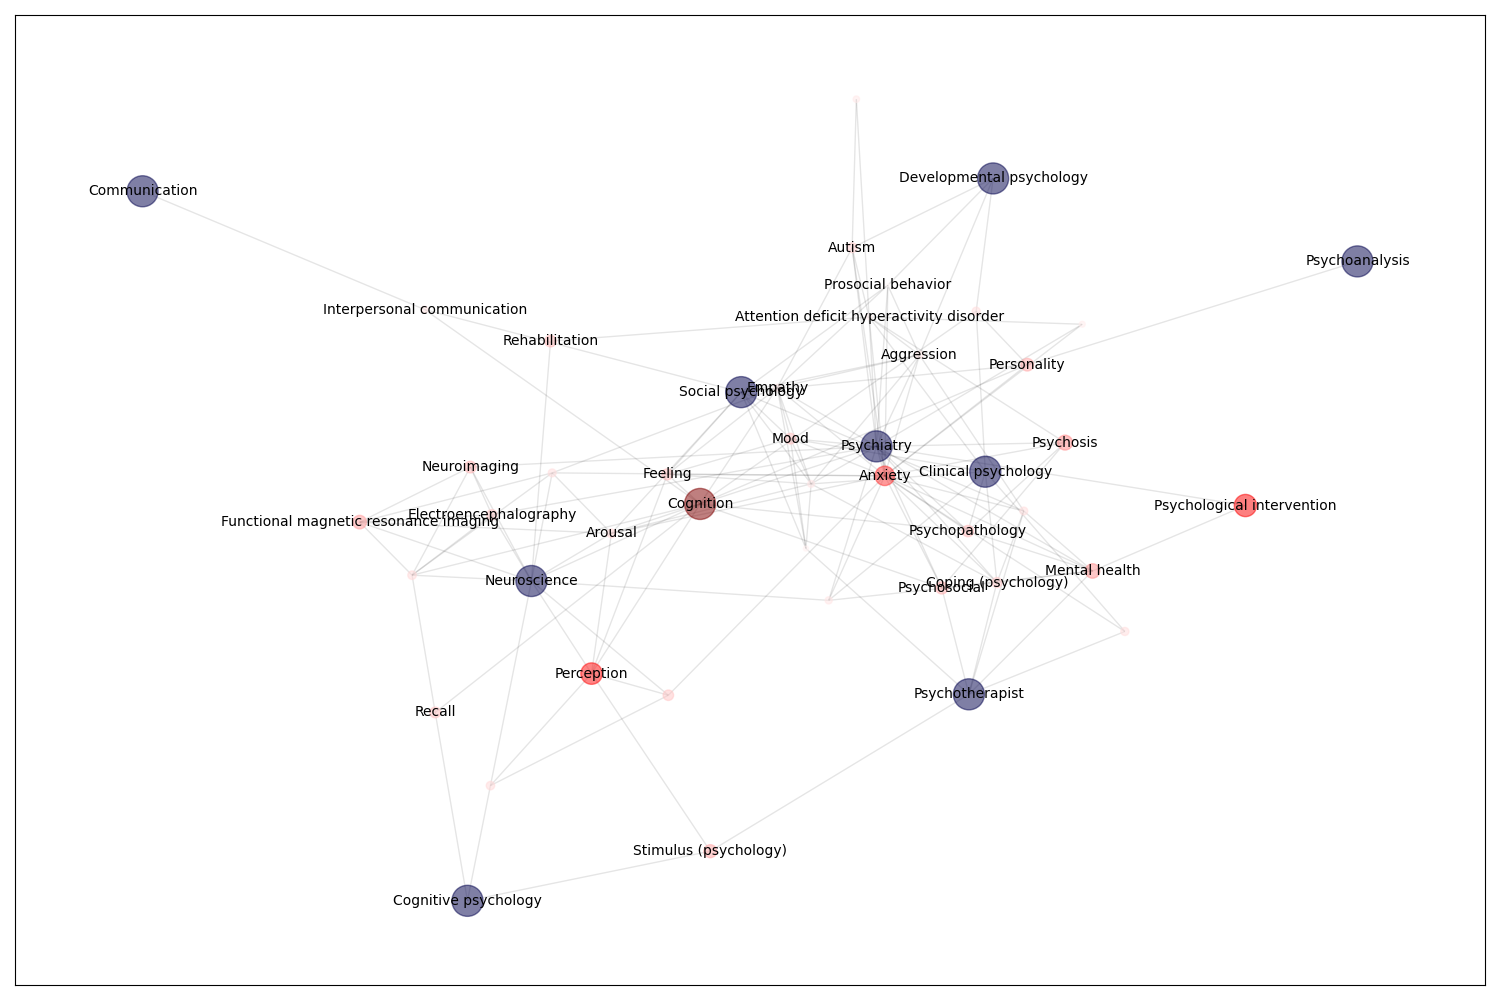 Developmental psychology
Communication
Autism
Psychoanalysis
Prosocial behavior
Interpersonal communication
Attention deficit hyperactivity disorder
Rehabilitation
Aggression
Personality
Empathy
Social psychology
Mood
Psychiatry
Psychosis
Neuroimaging
Feeling
Anxiety
Clinical psychology
Cognition
Psychological intervention
Electroencephalography
Functional magnetic resonance imaging
Arousal
Psychopathology
Mental health
Neuroscience
Coping (psychology)
Psychosocial
Perception
Psychotherapist
Recall
Stimulus (psychology)
Cognitive psychology